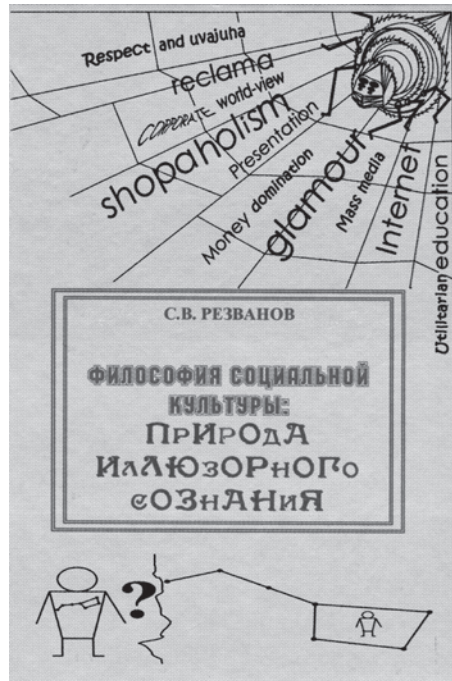 Respect and uvajuha
reclama
CORPORATE world-view
shopaholism
Presentation
Money domination
glamour
Mass media
Internet
Utilitarian education
С.В. РЕЗВАНОВ
ФИЛОСОФИЯ СОЦИАЛЬНОЙ
КУЛЬТУРЫ:
ПРИРОДА
ИЛЛЮЗОРНОГО
СОЗНАНИЯ
?